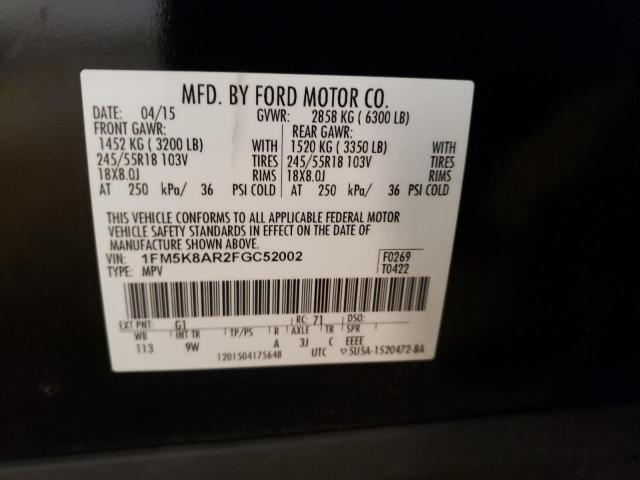 MFD. BY FORD MOTOR CO.
DATE: 04/15 GVWR: 2858 KG ( 6300 LB)
FRONT GAWR: REAR GAWR:
1452 KG ( 3200 LB) WITH 1520 KG ( 3350 LB) WITH
245/55R18 103V TIRES 245/55R18 103V TIRES
18X8.0J RIMS 18X8.0J RIMS
AT 250 kPa/ 36 PSI COLD AT 250 kPa/ 36 PSI COLD
THIS VEHICLE CONFORMS TO ALL APPLICABLE FEDERAL MOTOR
VEHICLE SAFETY STANDARDS IN EFFECT ON THE DATE OF
MANUFACTURE SHOWN ABOVE.
VIN: 1FM5K8AR2FGC52002 F0269
TYPE: MPV T0422
EXT PNT: G1 RC: 71 DSO:
WB INT TR TP/PS R AXLE TR SPR
113 9W A 3J C EEEE
1201504175648 UTC ▽5U5A-1520472-BA